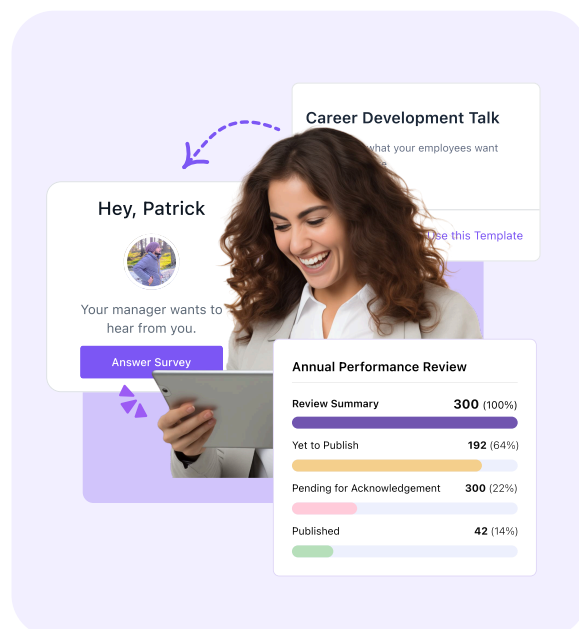 Career Development Talk
what your employees want
Use this Template
Hey, Patrick
Your manager wants to
hear from you.
Answer Survey
Annual Performance Review
Review Summary 300 (100%)
Yet to Publish 192 (64%)
Pending for Acknowledgement 300 (22%)
Published 42 (14%)